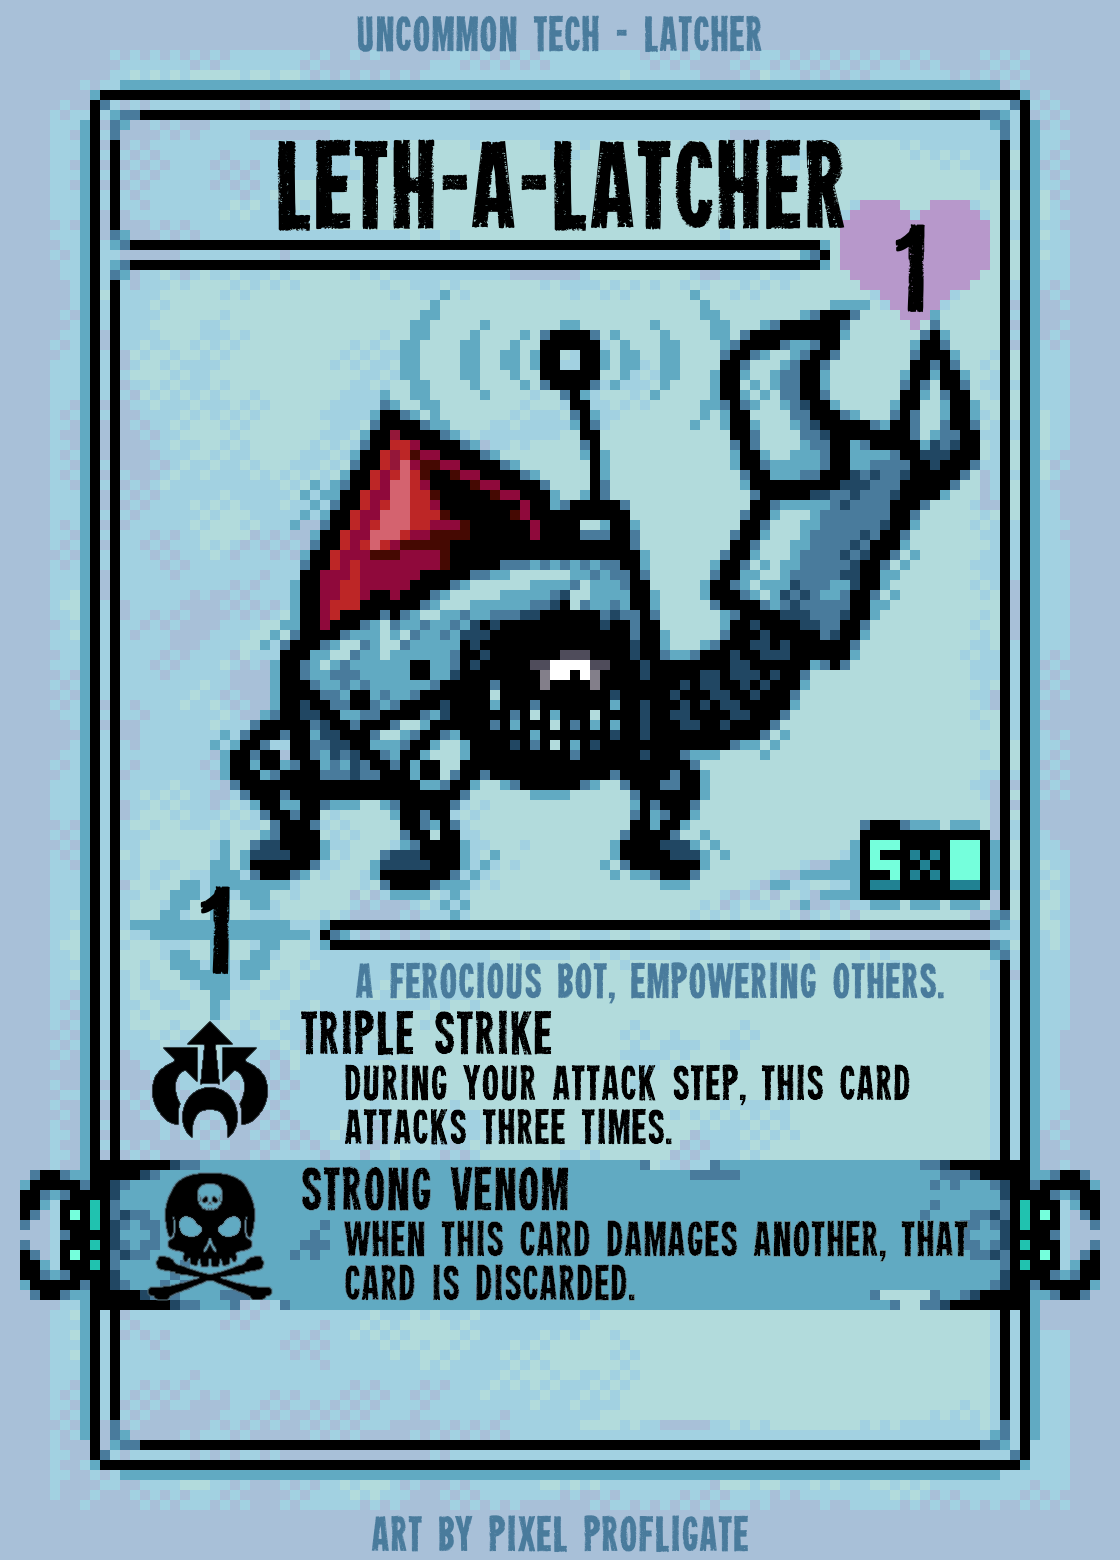 UNCOMMON TECH - LATCHER
LETH-A-LATCHER
1
5X
1
A FEROCIOUS BOT, EMPOWERING OTHERS.
TRIPLE STRIKE
DURING YOUR ATTACK STEP, THIS CARD
ATTACKS THREE TIMES.
STRONG VENOM
WHEN THIS CARD DAMAGES ANOTHER, THAT
CARD IS DISCARDED.
ART BY PIXEL PROFLIGATE